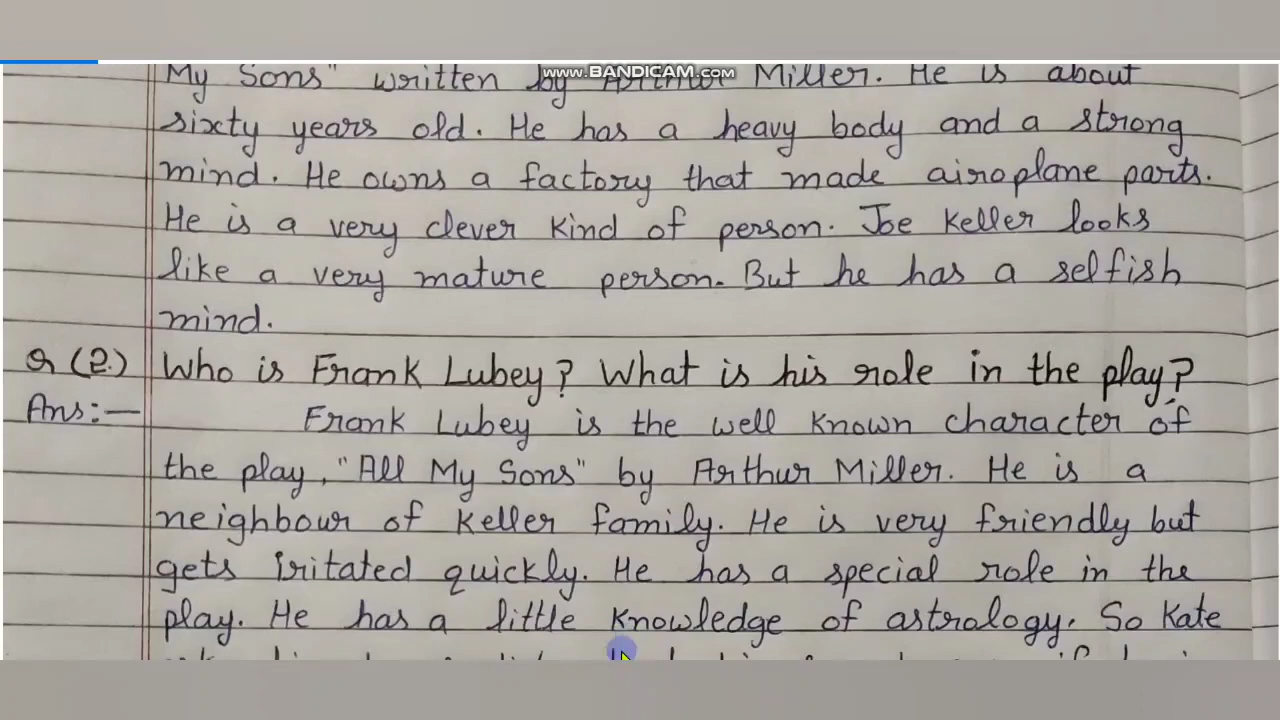 www.BANDICAM.com
My Sons" written by Arthur Miller. He is about
sixty years old. He has a heavy body and a strong
mind. He owns a factory that made airoplane parts.
He is a very clever kind of person. Joe Keller looks
like a very mature person. But he has a selfish
mind.
Q (2.) Who is Frank Lubey? What is his role in the play?
Ans:— Frank Lubey is the well known character of
the play, "All My Sons" by Arthur Miller. He is a
neighbour of Keller family. He is very friendly but
gets irritated quickly. He has a special role in the
play. He has a little knowledge of astrology. So Kate